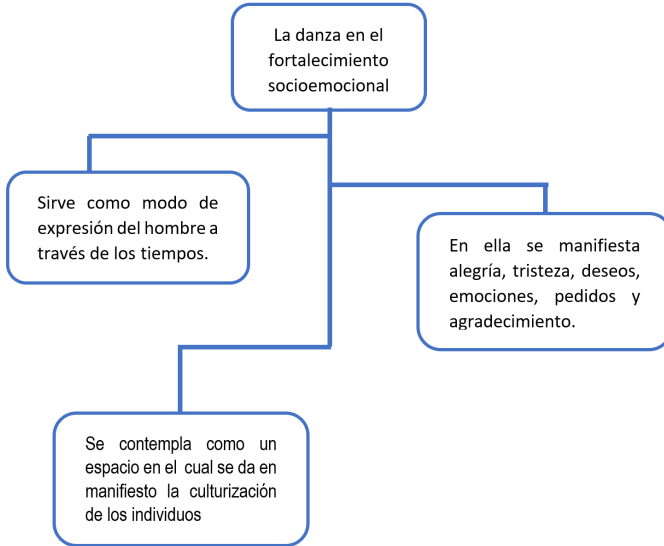 La danza en el
fortalecimiento
socioemocional
Sirve como modo de
expresión del hombre a
través de los tiempos.
En ella se manifiesta
alegría, tristeza, deseos,
emociones, pedidos y
agradecimiento.
Se contempla como un
espacio en el cual se da en
manifiesto la culturización
de los individuos